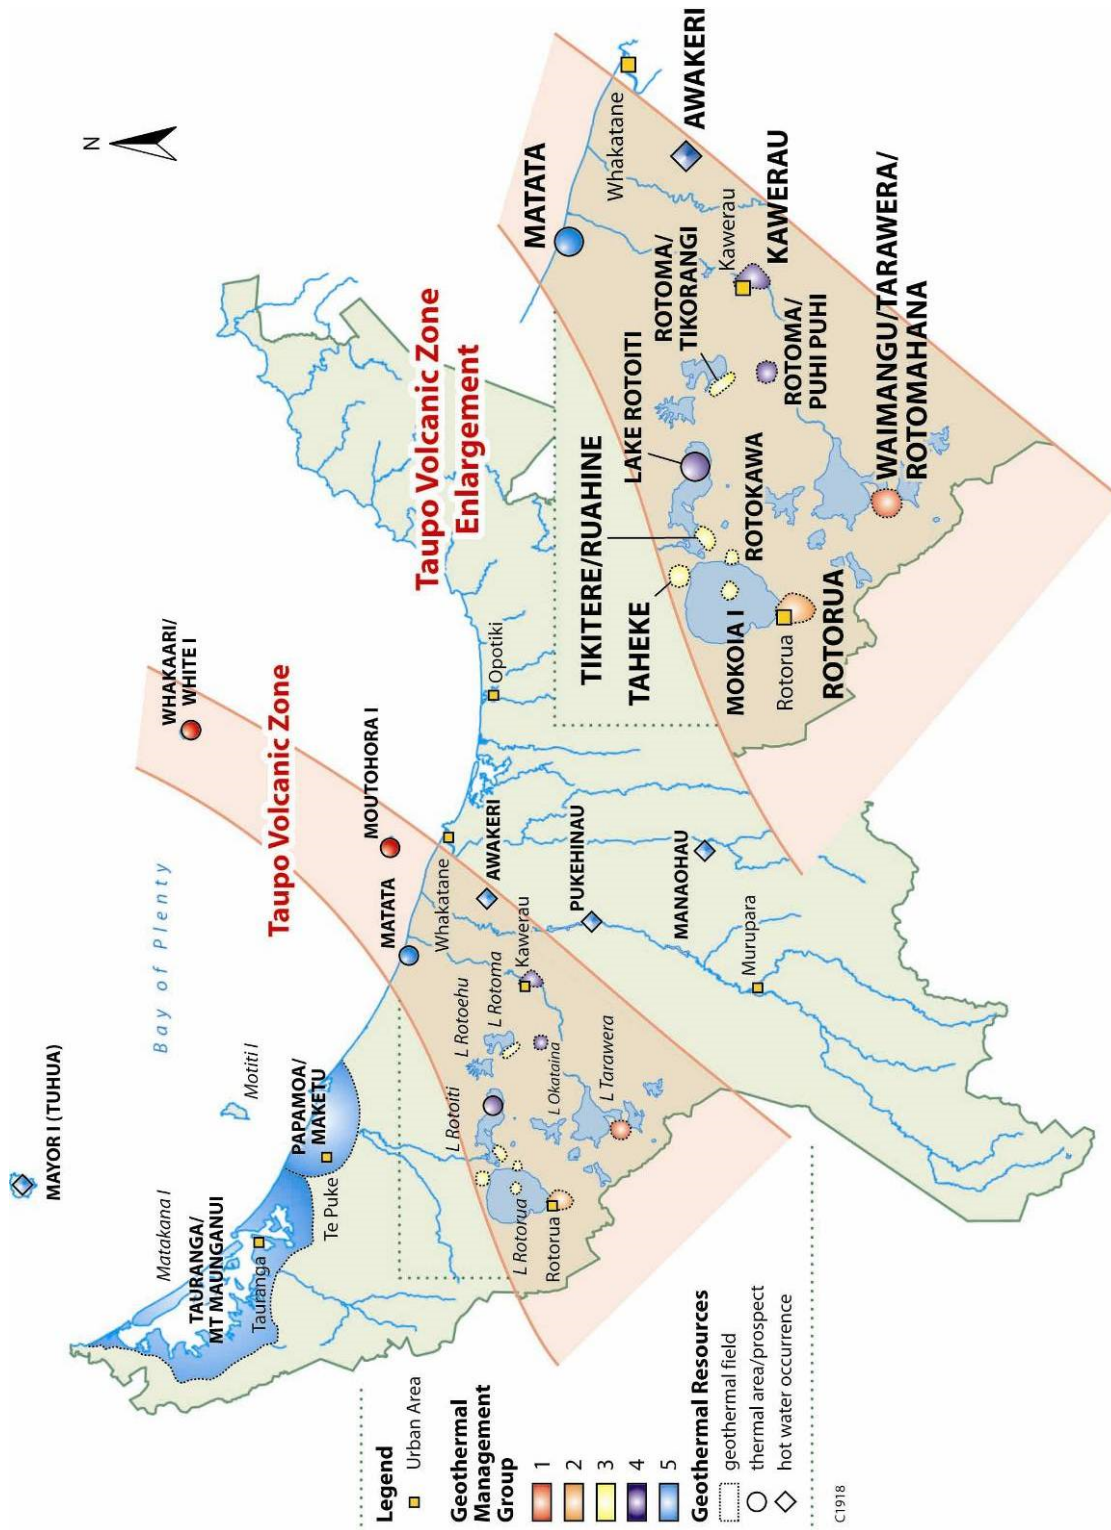 N
MAYOR I (TUHUA)
Bay of Plenty
Motiti I
Matakana I
TAURANGA/
MT MAUNGANUI
Tauranga
PAPAMOA/
MAKETU
Te Puke
WHAKAARI/
WHITE I
Taupo Volcanic Zone
MOUTOHORA I
MATATA
Whakatane
Opotiki
AWAKERI
L Rotoiti
L Rotoehu
L Rotoma
Kawerau
L Rotorua
Rotorua
L Okataina
L Tarawera
PUKEHINAU
MANAOHAU
Murupara
Taupo Volcanic Zone
Enlargement
MATATA
Whakatane
AWAKERI
TIKITERE/RUAHINE
LAKE ROTOITI
ROTOMA/
TIKORANGI
Kawerau
KAWERAU
TAHEKE
ROTOKAWA
ROTOMA/
PUHI PUHI
MOKOIA I
Rotorua
ROTORUA
WAIMANGU/TARAWERA/
ROTOMAHANA
Legend
Urban Area
Geothermal
Management
Group
1
2
3
4
5
Geothermal Resources
geothermal field
thermal area/prospect
hot water occurrence
C1918